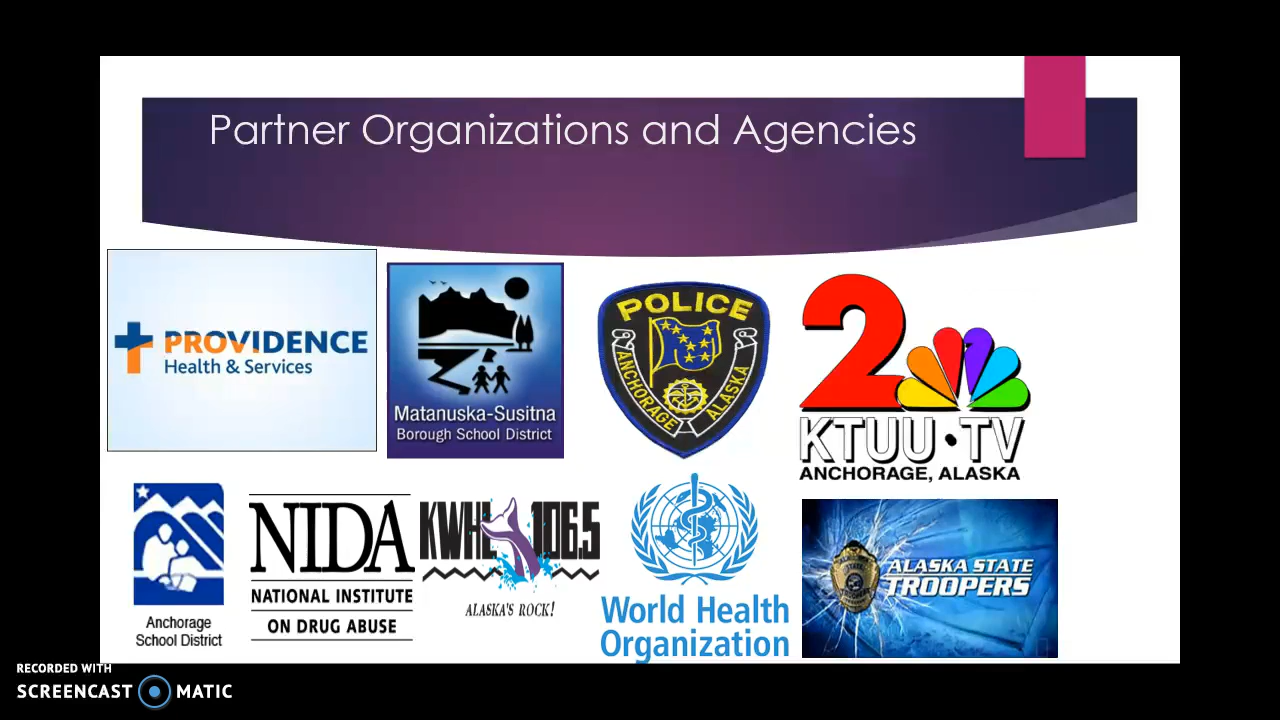 Partner Organizations and Agencies
PROVIDENCE
Health & Services
Matanuska-Susitna
Borough School District
POLICE
ANCHORAGE ALASKA
2
KTUU•TV
ANCHORAGE, ALASKA
Anchorage
School District
NIDA
NATIONAL INSTITUTE
ON DRUG ABUSE
KWHL 106.5
ALASKA'S ROCK!
World Health
Organization
ALASKA STATE
TROOPERS
RECORDED WITH
SCREENCAST MATIC